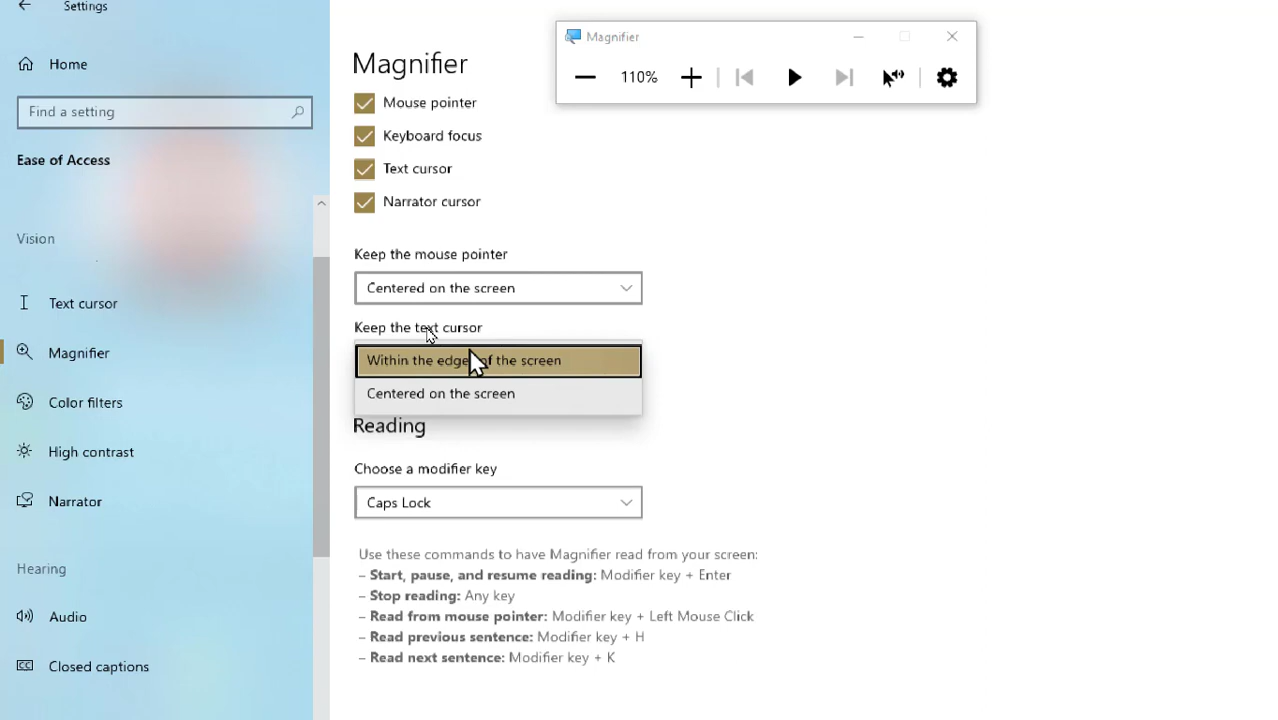 Settings
Home
Find a setting
Ease of Access
Vision
Text cursor
Magnifier
Color filters
High contrast
Narrator
Hearing
Audio
Closed captions
Magnifier
110%
Magnifier
Mouse pointer
Keyboard focus
Text cursor
Narrator cursor
Keep the mouse pointer
Centered on the screen
Keep the text cursor
Within the edge of the screen
Centered on the screen
Reading
Choose a modifier key
Caps Lock
Use these commands to have Magnifier read from your screen:
– Start, pause, and resume reading: Modifier key + Enter
– Stop reading: Any key
– Read from mouse pointer: Modifier key + Left Mouse Click
– Read previous sentence: Modifier key + H
– Read next sentence: Modifier key + K